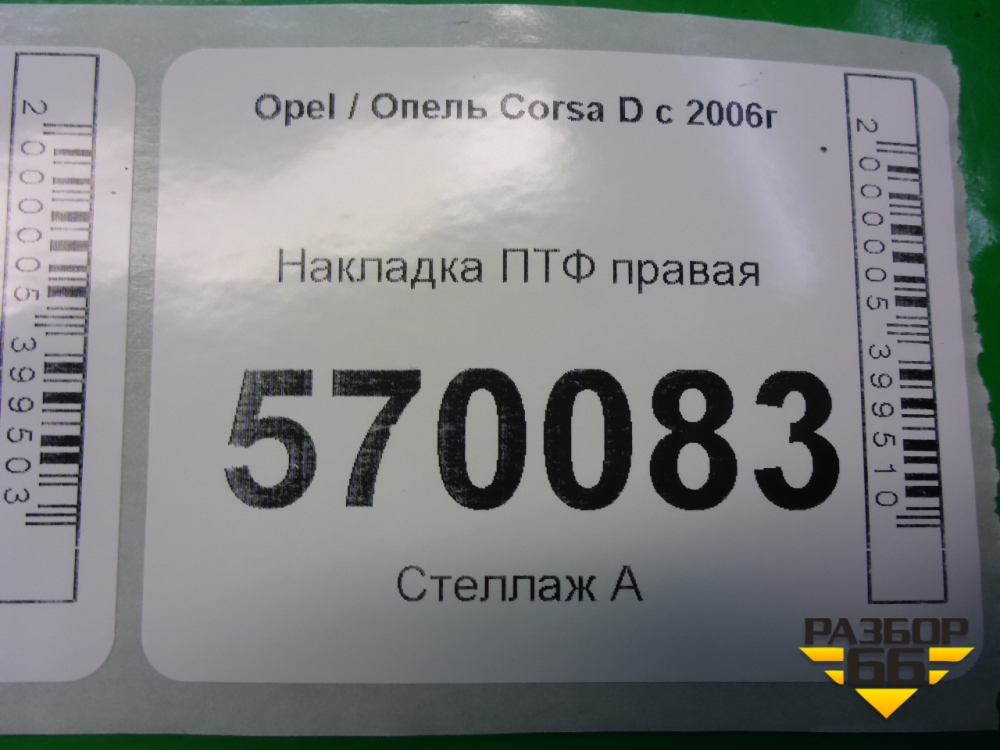 2000005399503
Opel / Опель Corsa D с 2006г
Накладка ПТФ правая
570083
Стеллаж А
2000005399510
РАЗБОР
66